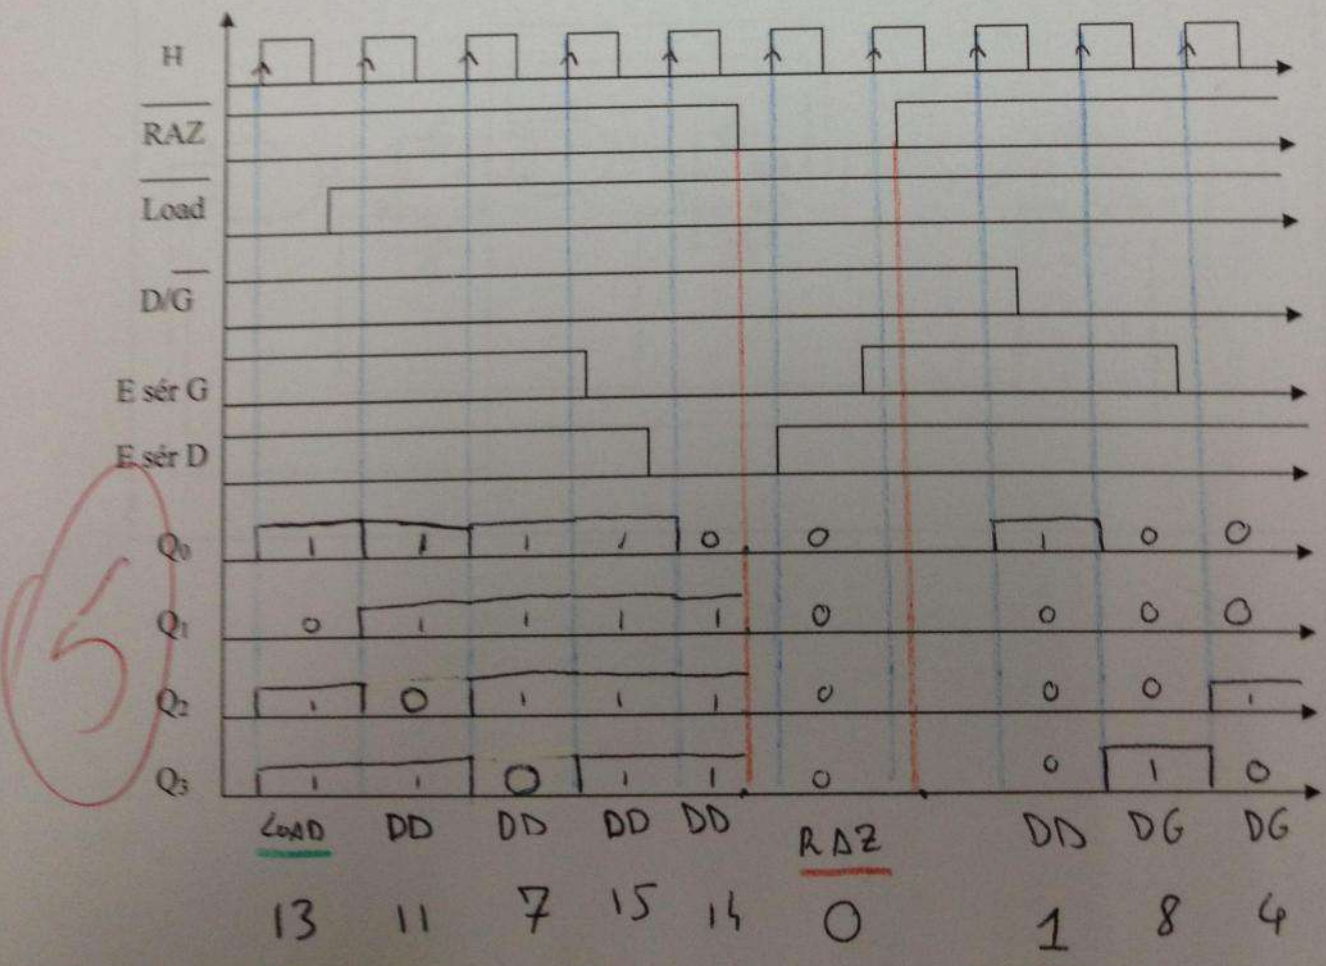 H
RAZ
Load
D/G
E sér G
E sér D
Q0 1 1 1 1 0 0 1 0 0
Q1 0 1 1 1 1 0 0 0 0
Q2 1 0 1 1 1 0 0 0 1
Q3 1 1 0 1 1 0 0 1 0
5
LOAD DD DD DD DD RAZ DD DG DG
13 11 7 15 14 0 1 8 4